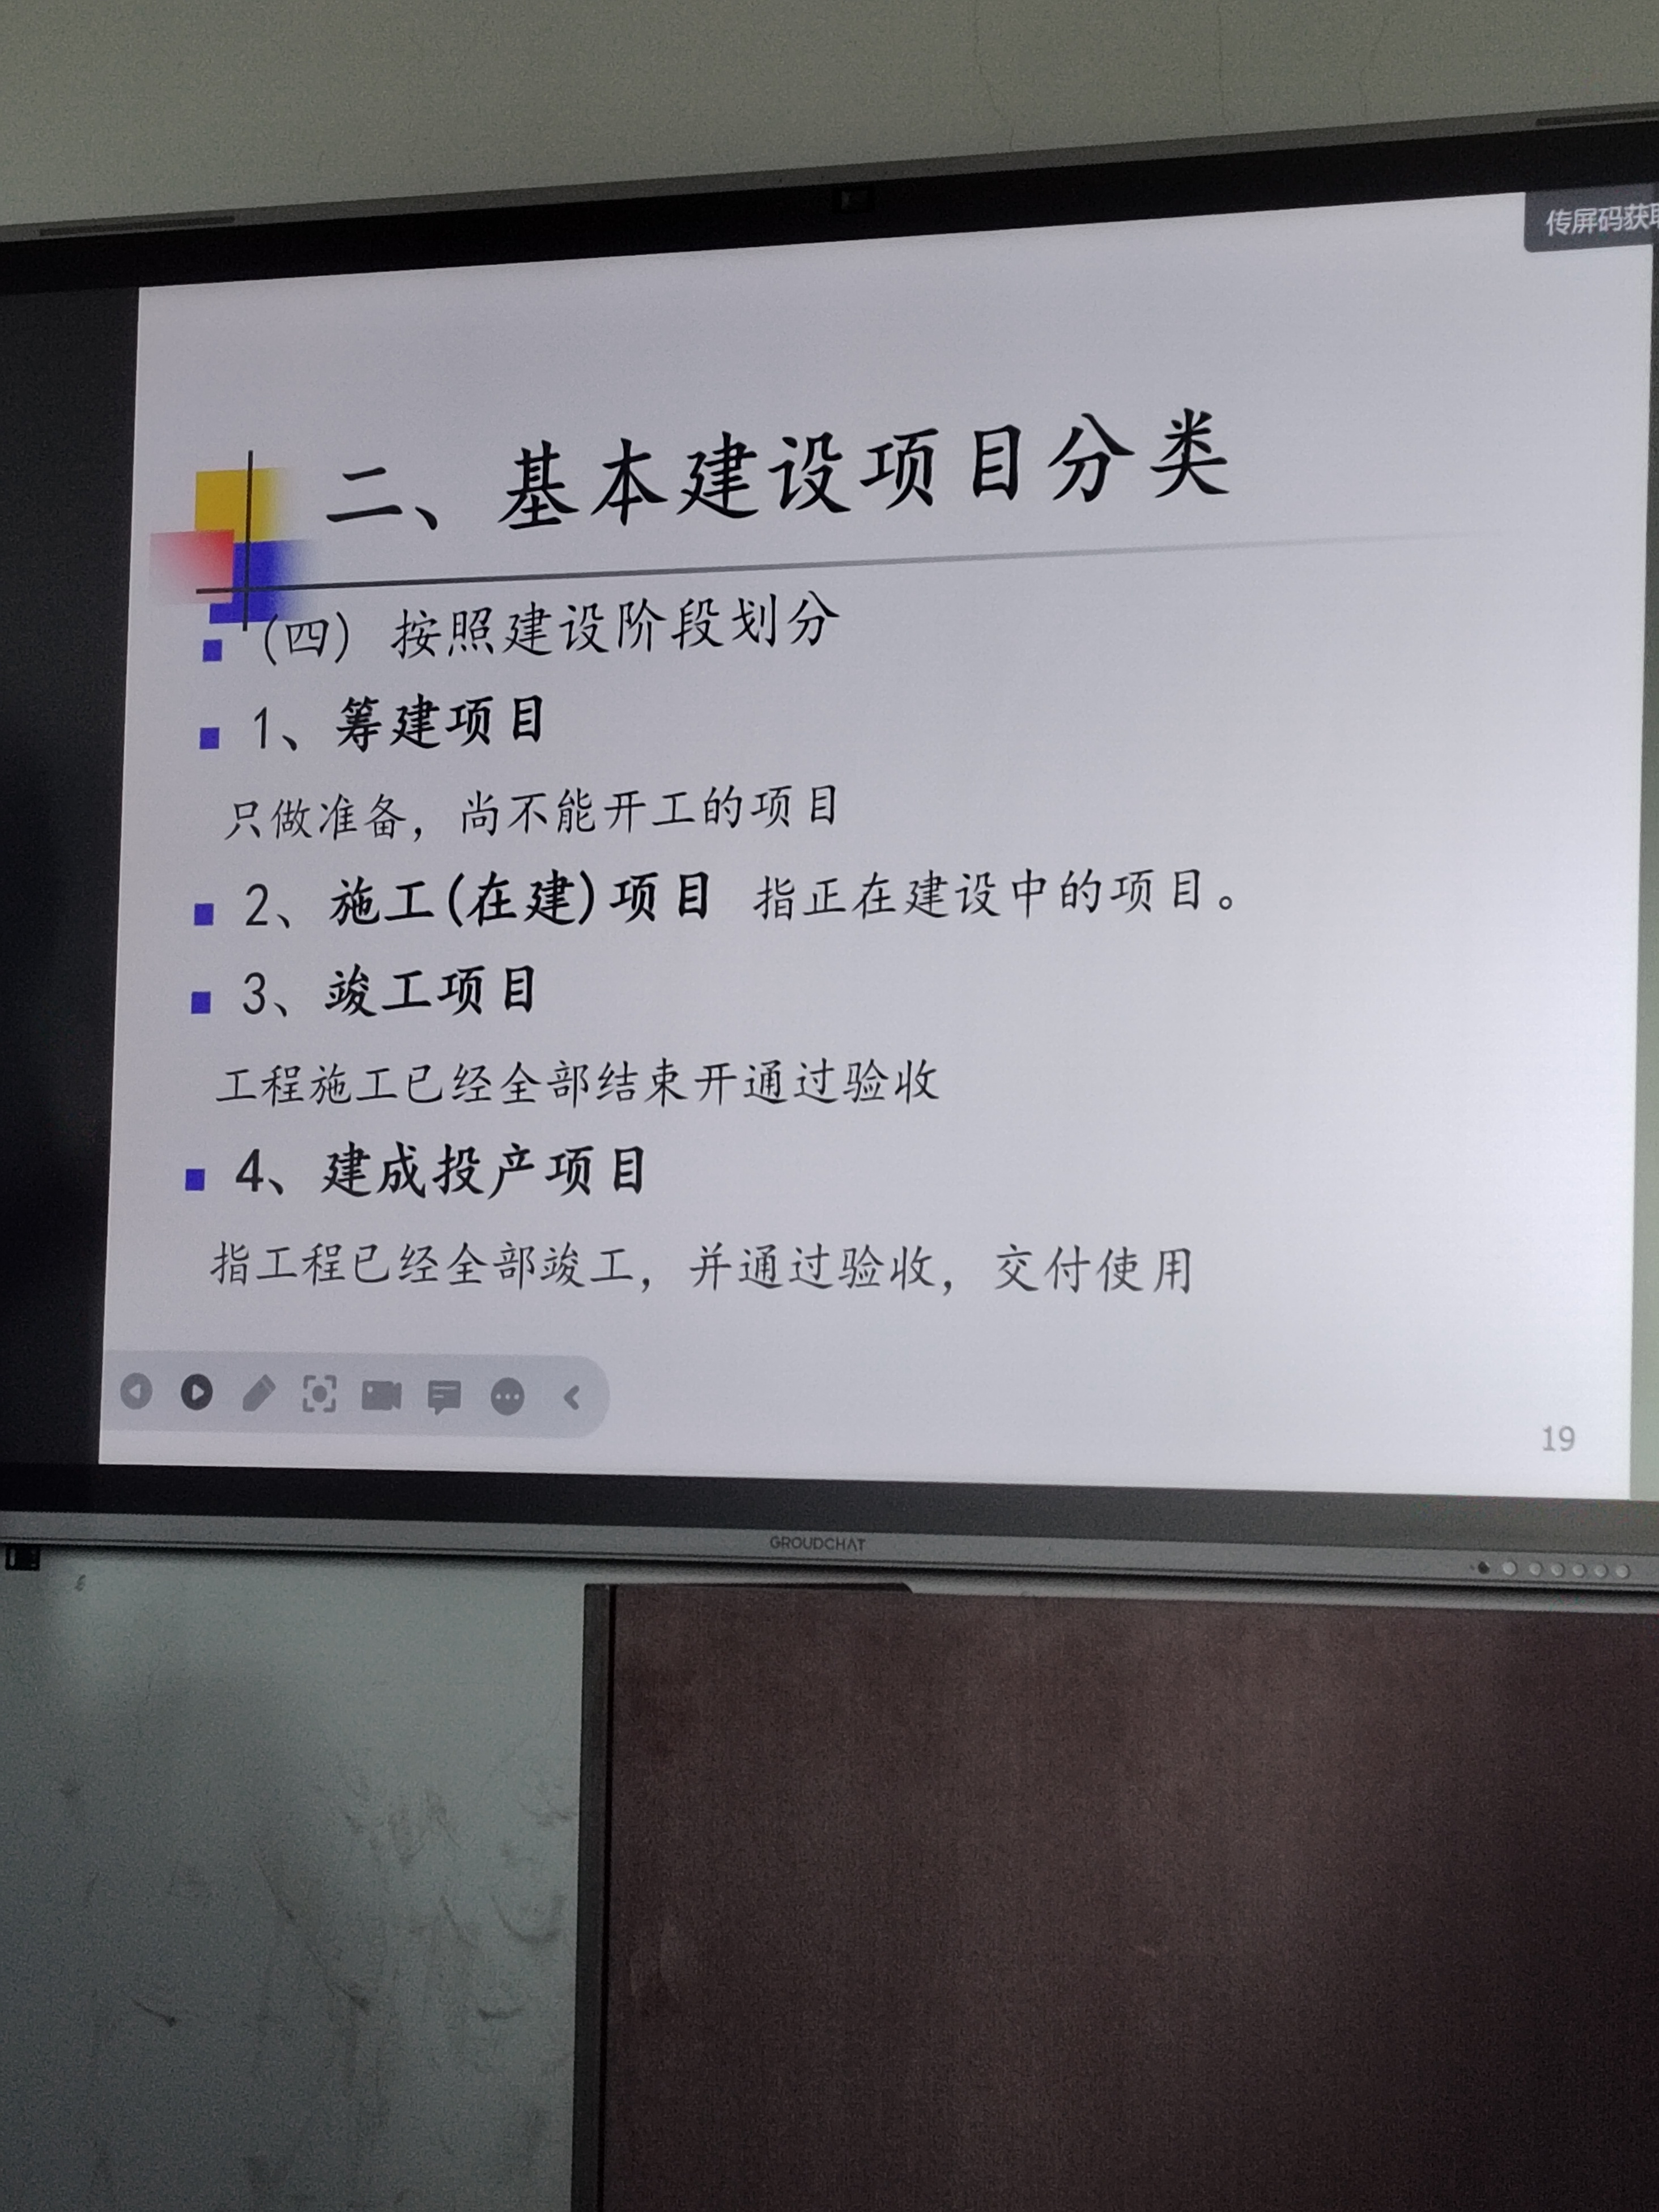 传屏码获取
二、基本建设项目分类
(四) 按照建设阶段划分
1、筹建项目
只做准备，尚不能开工的项目
2、施工(在建)项目 指正在建设中的项目。
3、竣工项目
工程施工已经全部结束开通过验收
4、建成投产项目
指工程已经全部竣工，并通过验收，交付使用
19
GROUDCHAT